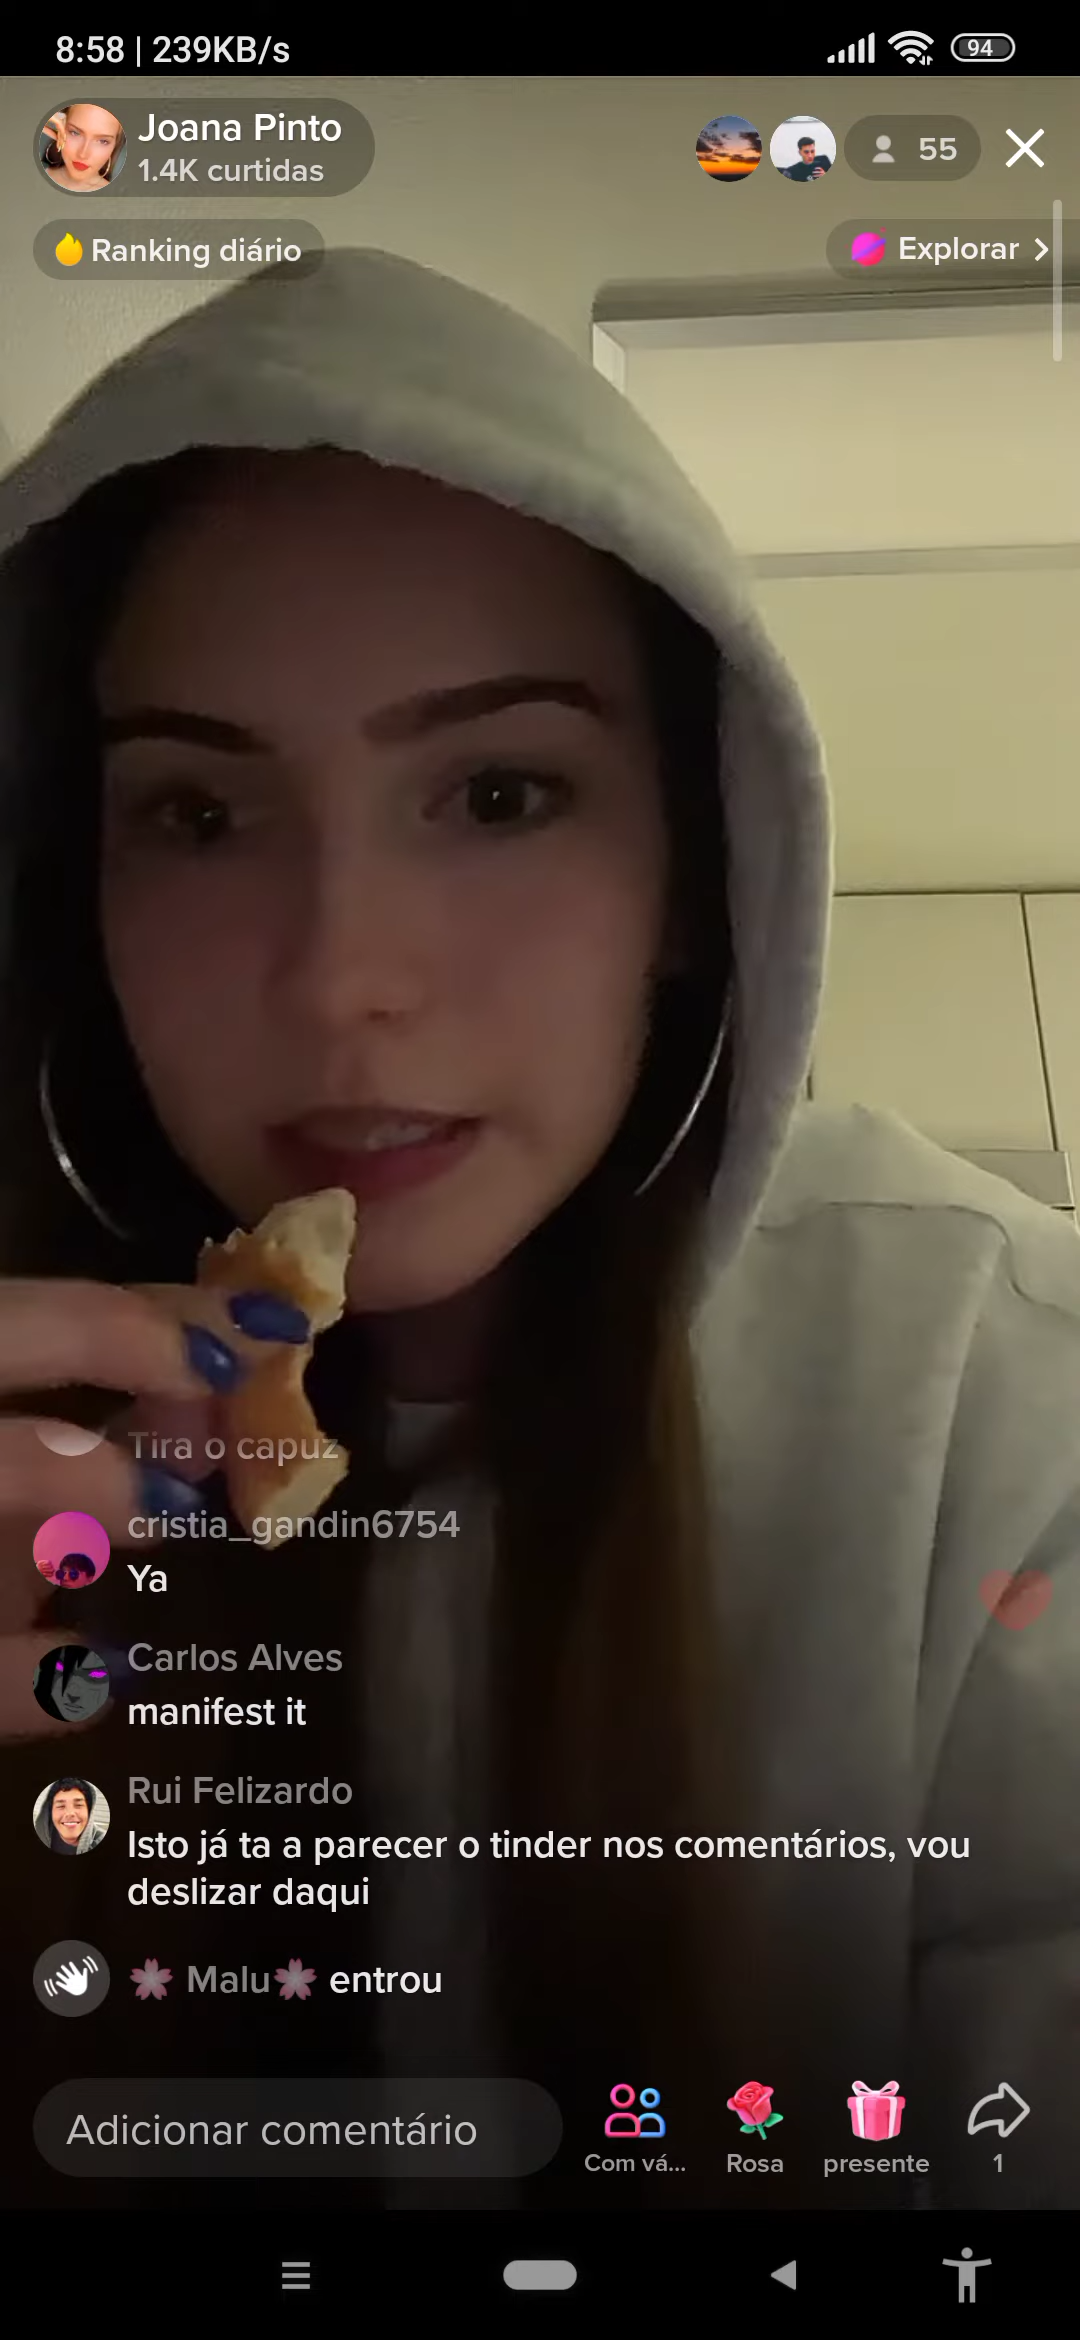 8:58 | 239KB/s
94
Joana Pinto
1.4K curtidas
55
Ranking diário
Explorar
Tira o capuz
cristia_gandin6754
Ya
Carlos Alves
manifest it
Rui Felizardo
Isto já ta a parecer o tinder nos comentários, vou
deslizar daqui
🌸 Malu🌸 entrou
Adicionar comentário
Com vá...
Rosa
presente
1